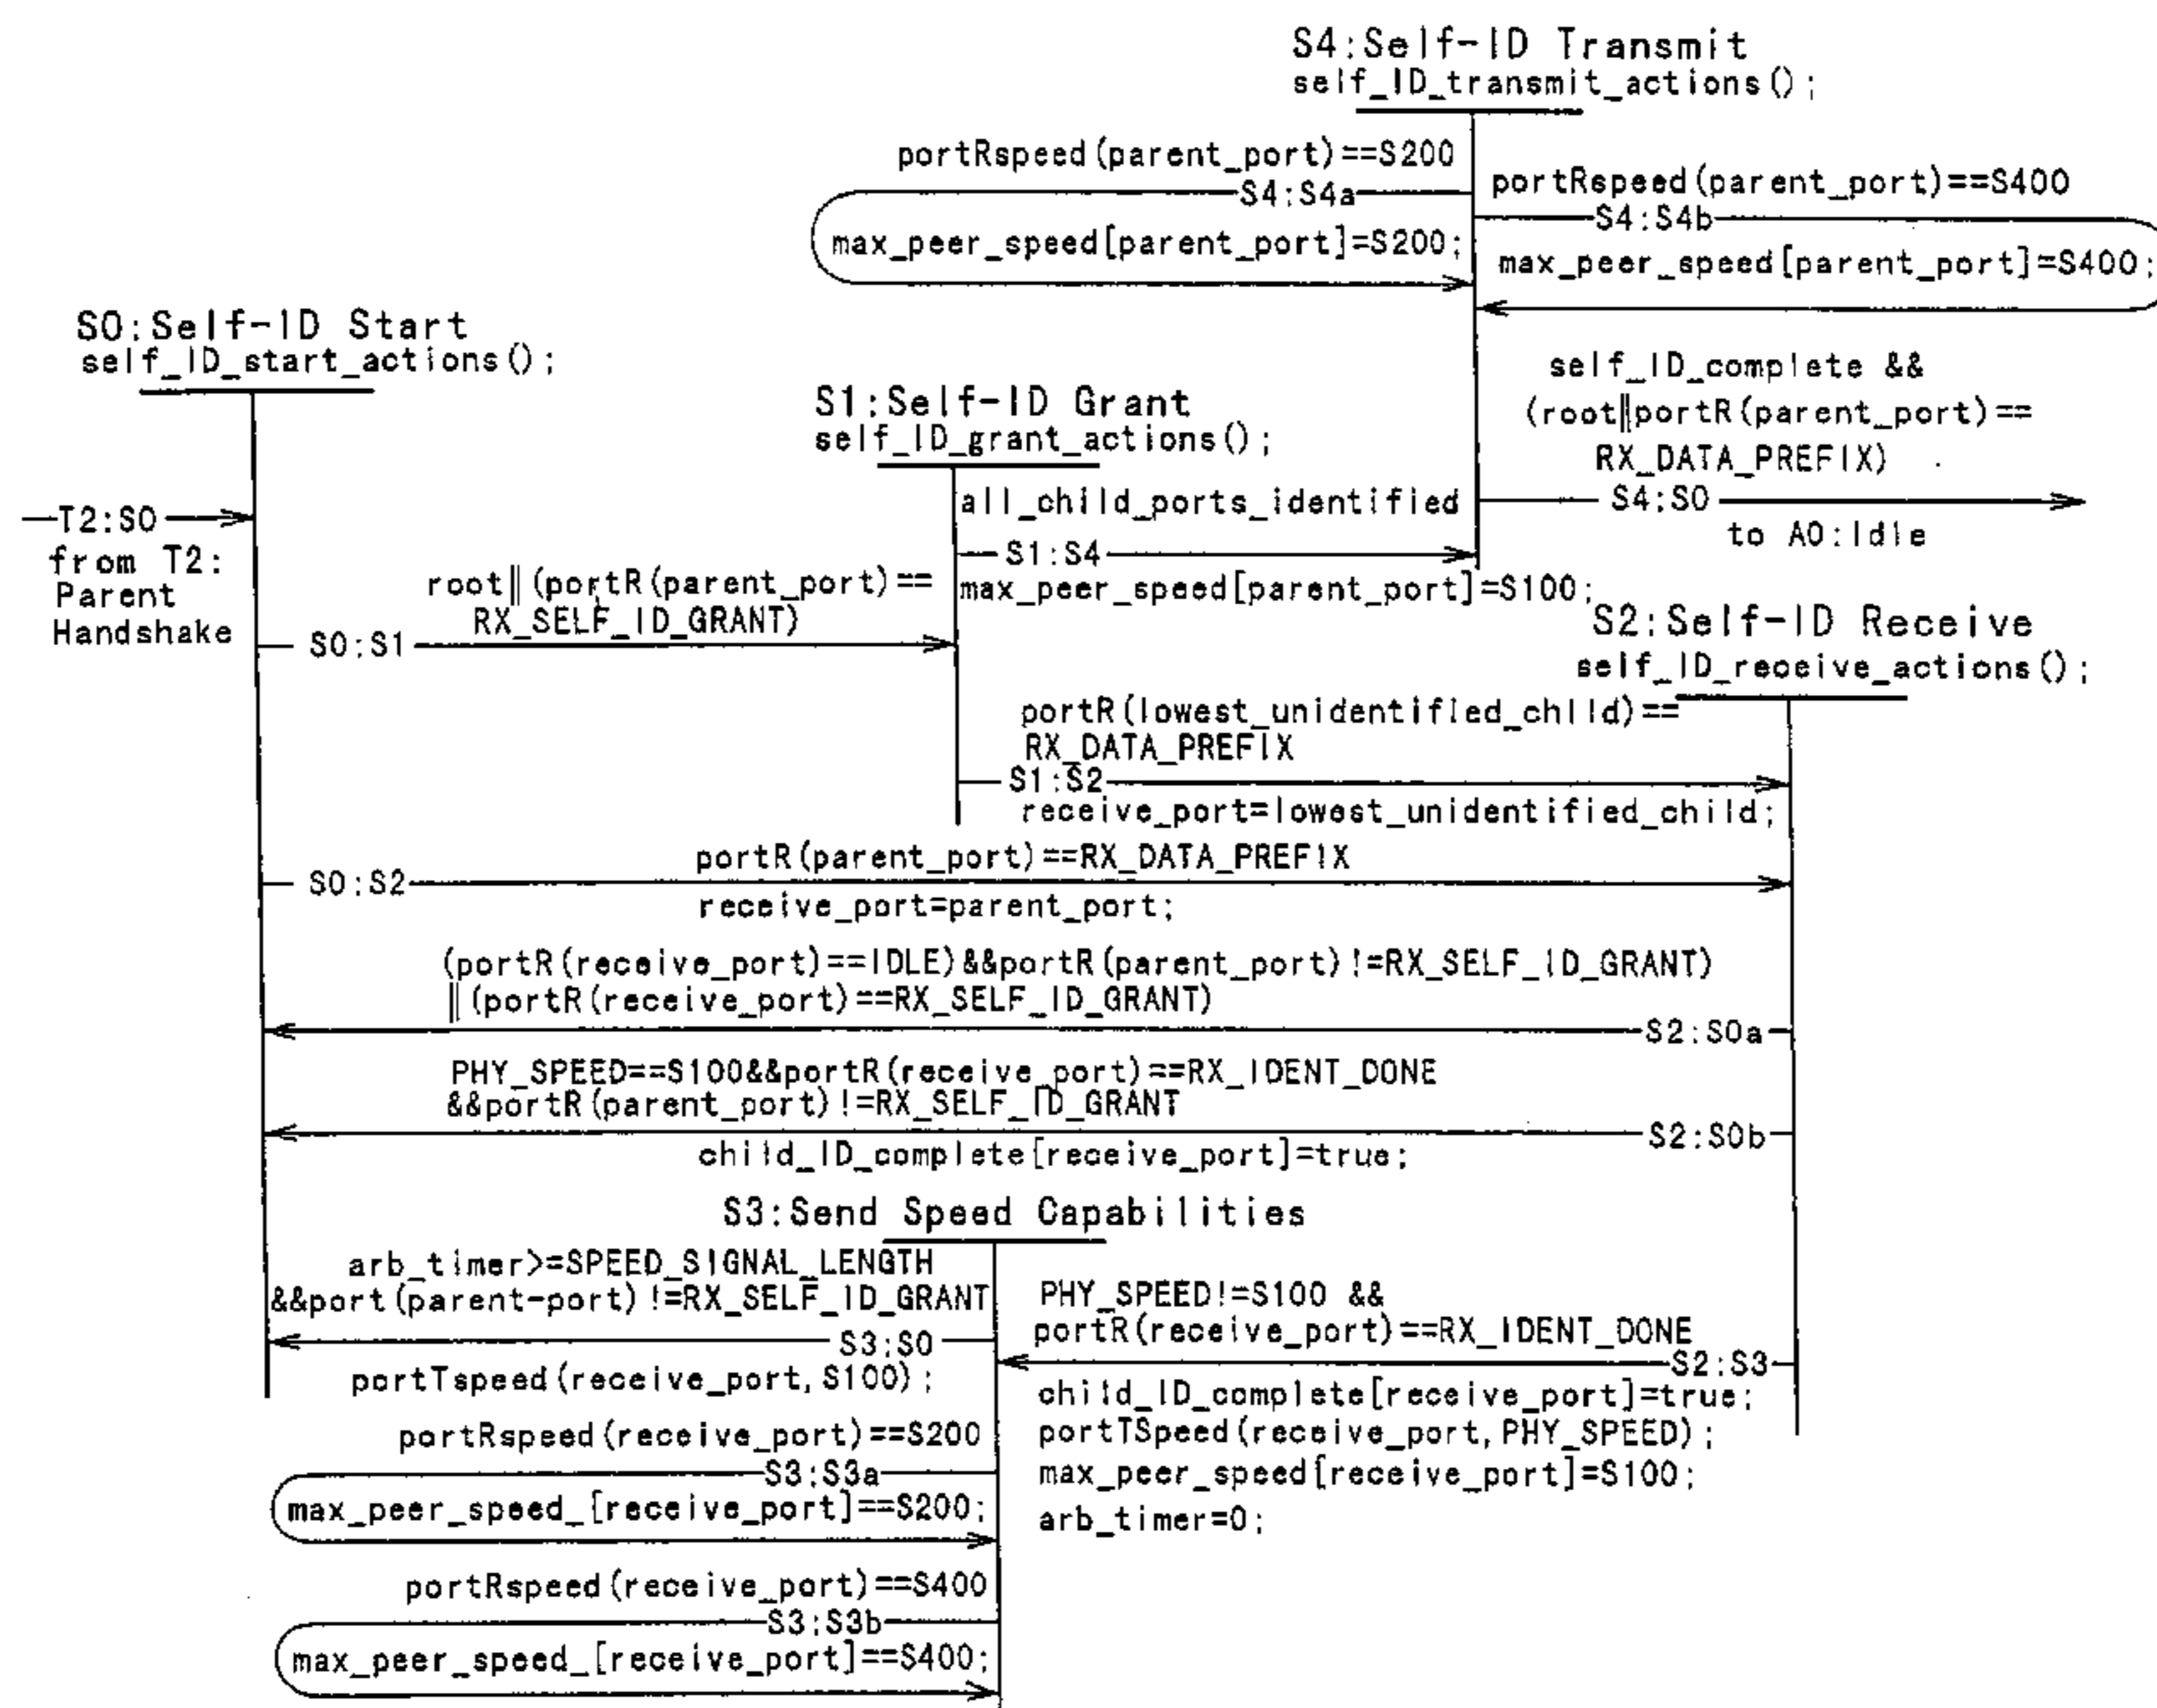 S4:Self-ID Transmit
self_ID_transmit_actions();
portRspeed(parent_port)==S200
S4:S4a
max_peer_speed[parent_port]=S200;
portRspeed(parent_port)==S400
S4:S4b
max_peer_speed[parent_port]=S400;
S0:Self-ID Start
self_ID_start_actions();
self_ID_complete &&
(root||portR(parent_port)==
RX_DATA_PREFIX)
S4:S0
to A0:Idle
S1:Self-ID Grant
self_ID_grant_actions();
all_child_ports_identified
S1:S4
max_peer_speed[parent_port]=S100;
T2:S0
from T2:
Parent
Handshake
root||(portR(parent_port)==
RX_SELF_ID_GRANT)
S0:S1
S2:Self-ID Receive
self_ID_receive_actions();
portR(lowest_unidentified_child)==
RX_DATA_PREFIX
S1:S2
receive_port=lowest_unidentified_child;
portR(parent_port)==RX_DATA_PREFIX
S0:S2
receive_port=parent_port;
(portR(receive_port)==IDLE)&&portR(parent_port)!=RX_SELF_ID_GRANT)
||(portR(receive_port)==RX_SELF_ID_GRANT)
S2:S0a
PHY_SPEED==S100&&portR(receive_port)==RX_IDENT_DONE
&&portR(parent_port)!=RX_SELF_ID_GRANT
S2:S0b
child_ID_complete[receive_port]=true;
S3:Send Speed Capabilities
arb_timer>=SPEED_SIGNAL_LENGTH
&&port(parent-port)!=RX_SELF_ID_GRANT
S3:S0
portTspeed(receive_port,S100);
PHY_SPEED!=S100 &&
portR(receive_port)==RX_IDENT_DONE
S2:S3
child_ID_complete[receive_port]=true;
portTSpeed(receive_port,PHY_SPEED);
max_peer_speed[receive_port]=S100;
arb_timer=0;
portRspeed(receive_port)==S200
S3:S3a
max_peer_speed_[receive_port]==S200;
portRspeed(receive_port)==S400
S3:S3b
max_peer_speed_[receive_port]==S400;